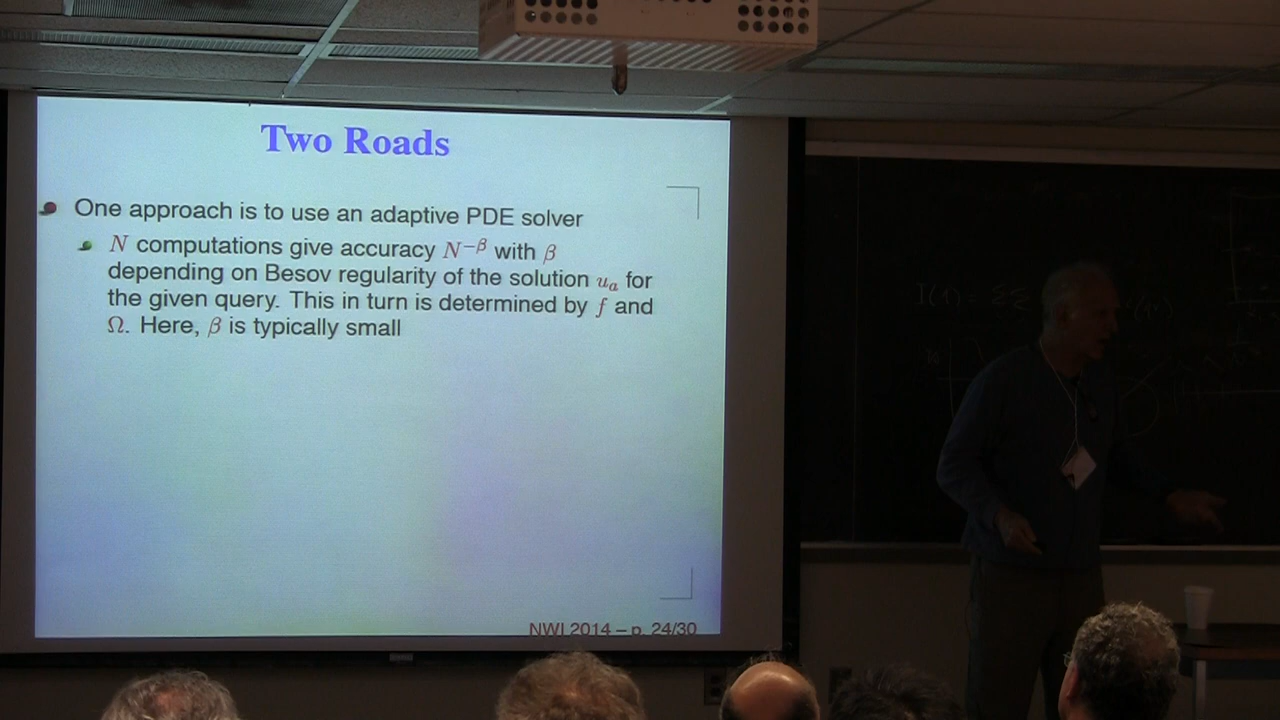 Two Roads
One approach is to use an adaptive PDE solver
N computations give accuracy N^{−β} with β
depending on Besov regularity of the solution u_a for
the given query. This in turn is determined by f and
Ω. Here, β is typically small
NWI 2014 – p. 24/30
I(1) =